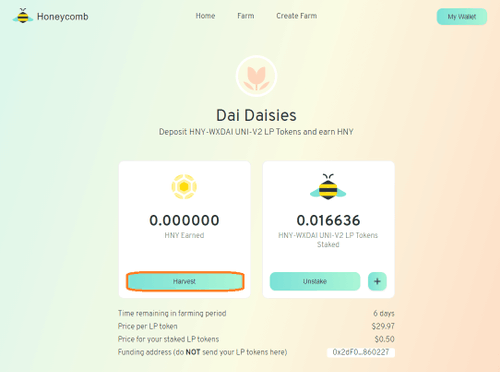 Honeycomb
Home
Farm
Create Farm
My Wallet
Dai Daisies
Deposit HNY-WXDAI UNI-V2 LP Tokens and earn HNY
0.000000
HNY Earned
Harvest
0.016636
HNY-WXDAI UNI-V2 LP Tokens
Staked
Unstake
+
Time remaining in farming period 6 days
Price per LP token $29.97
Price for your staked LP tokens $0.50
Funding address (do NOT send your LP tokens here) 0x2dF0...860227